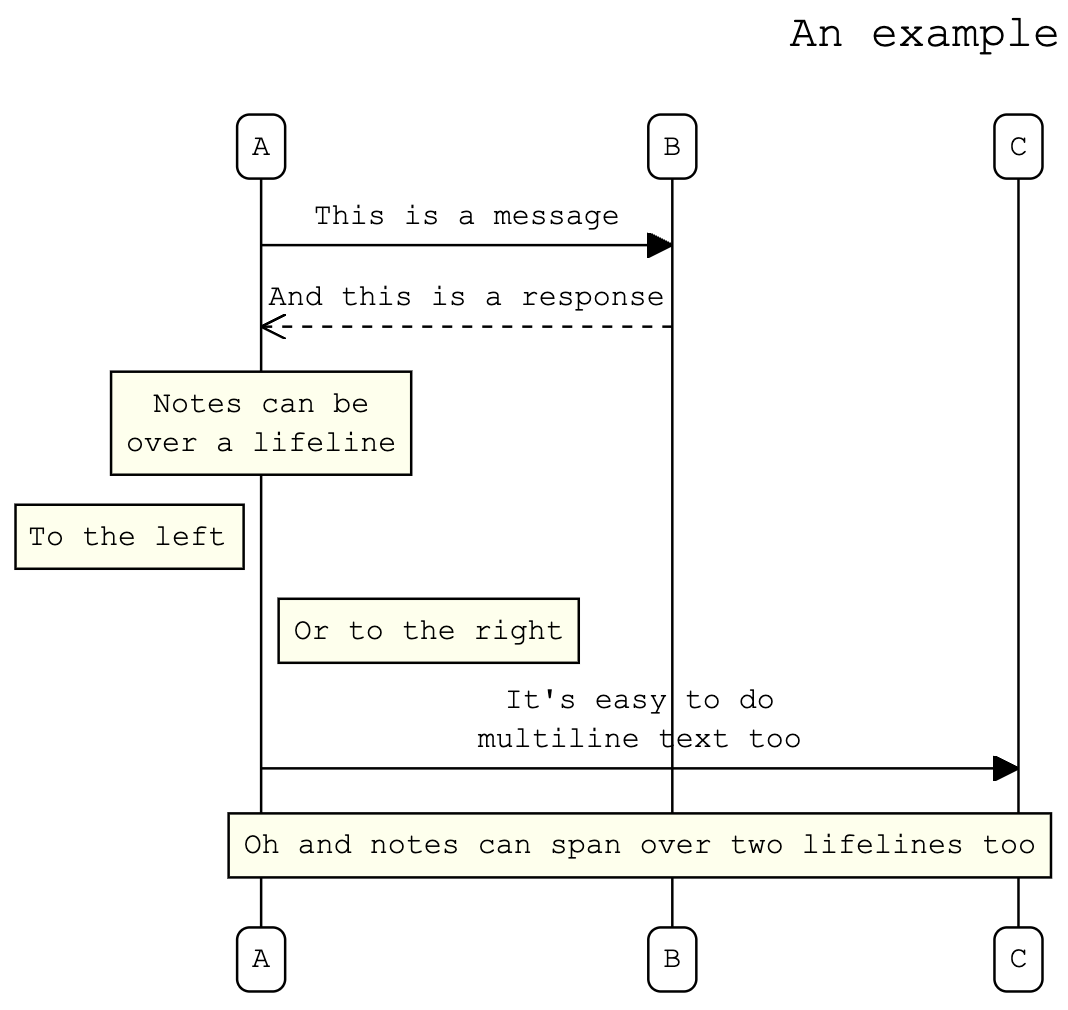 An example
A
B
C
This is a message
And this is a response
Notes can be
over a lifeline
To the left
Or to the right
It's easy to do
multiline text too
Oh and notes can span over two lifelines too
A
B
C